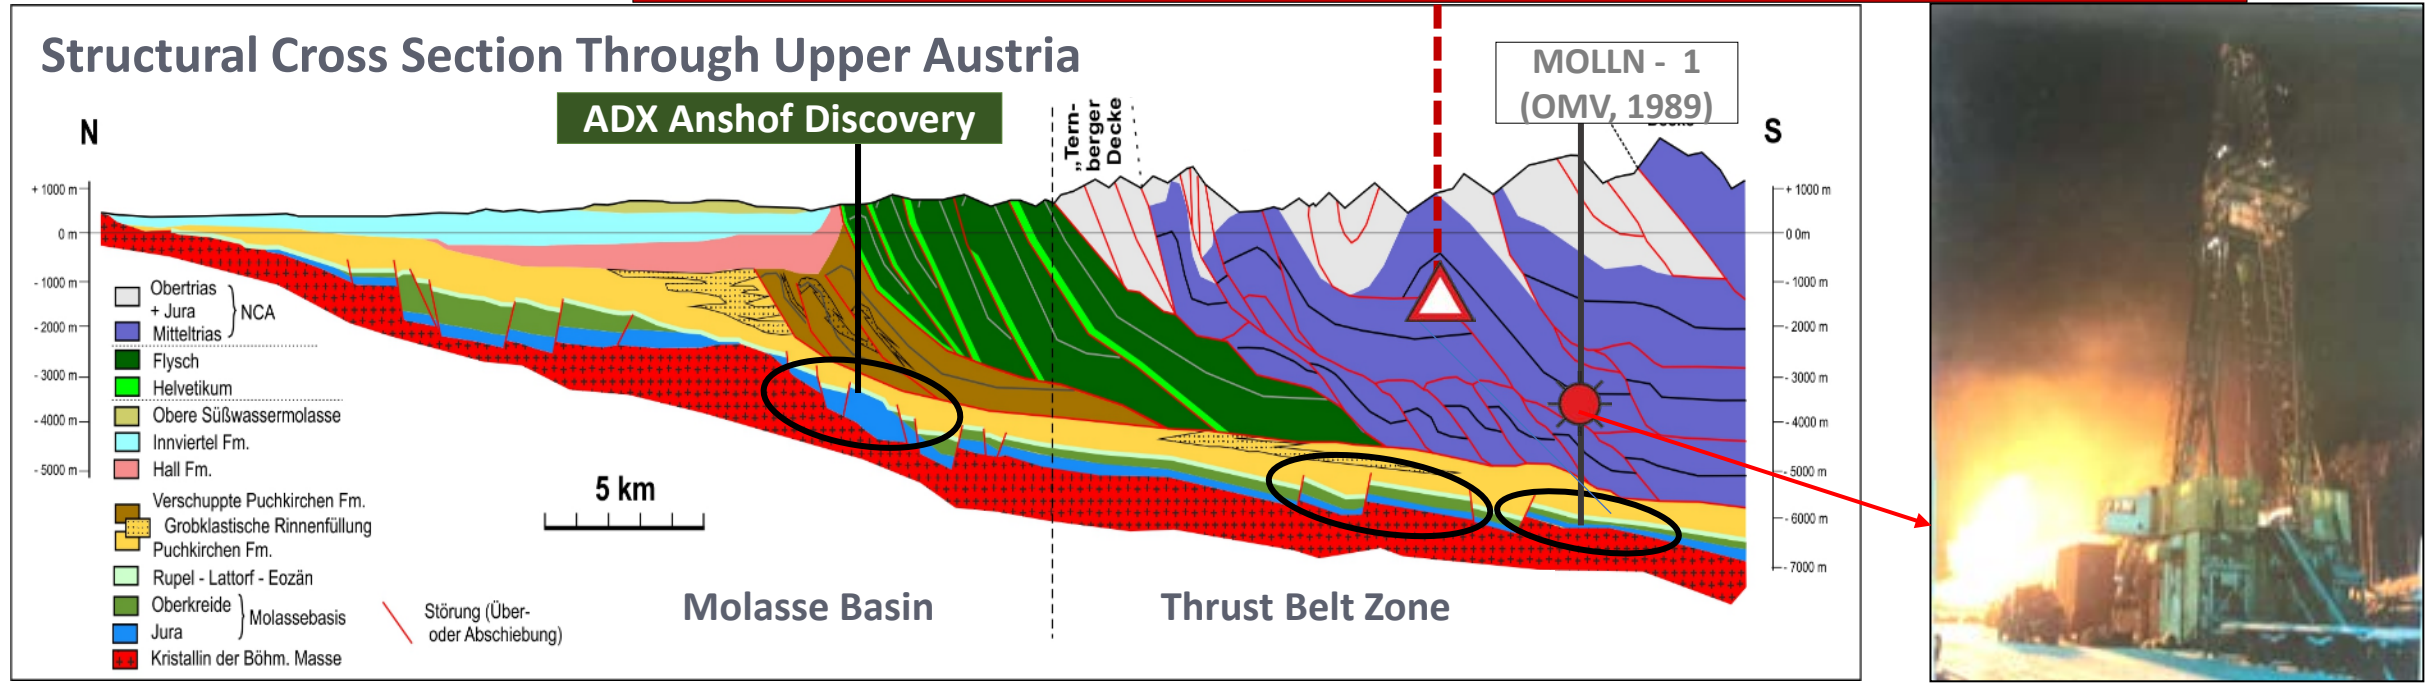 Structural Cross Section Through Upper Austria
ADX Anshof Discovery
MOLLN - 1
(OMV, 1989)
N
S
„Tern-
berger
Decke
+ 1000 m
0 m
- 1000 m
- 2000 m
- 3000 m
- 4000 m
- 5000 m
+ 1000 m
0 0m
- 1000 m
- 2000 m
- 3000 m
- 4000 m
- 5000 m
- 6000 m
- 7000 m
Obertrias
+ Jura
Mitteltrias
NCA
Flysch
Helvetikum
Obere Süßwassermolasse
Innviertel Fm.
Hall Fm.
Verschuppte Puchkirchen Fm.
Grobklastische Rinnenfüllung
Puchkirchen Fm.
Rupel - Lattorf - Eozän
Oberkreide
Jura
Molassebasis
Kristallin der Böhm. Masse
Störung (Über-
oder Abschiebung)
5 km
Molasse Basin
Thrust Belt Zone